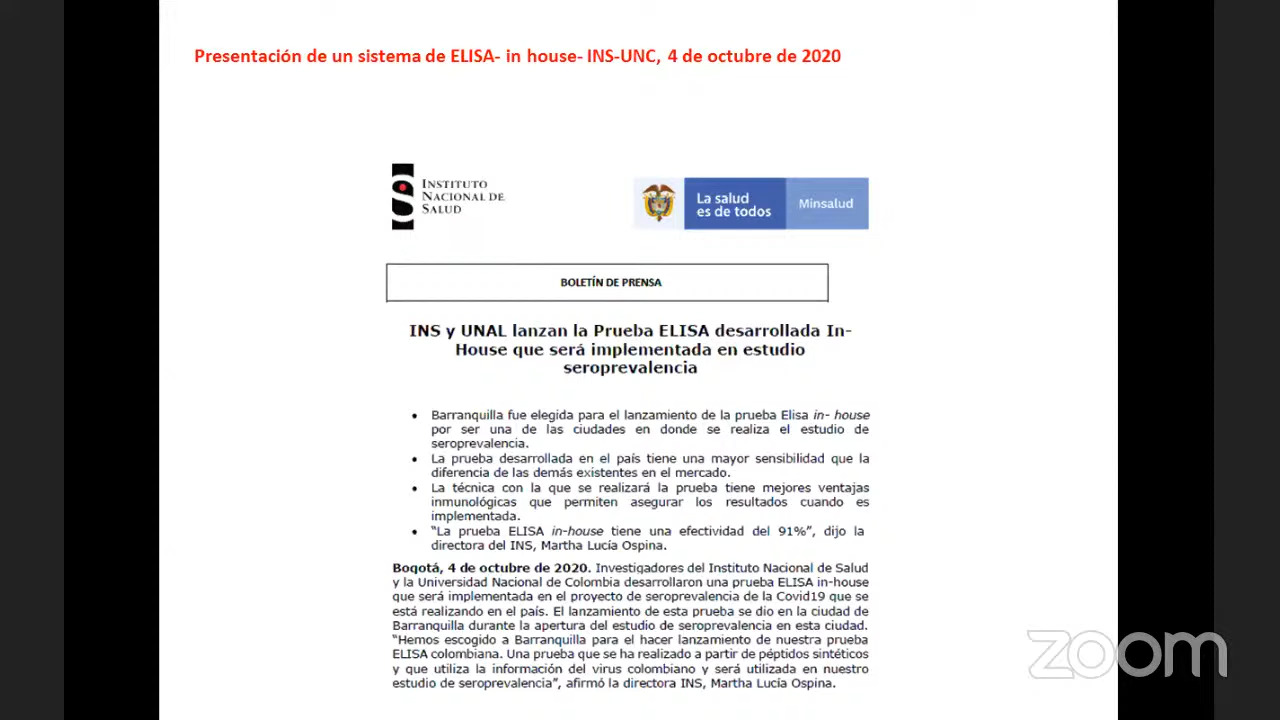 Presentación de un sistema de ELISA- in house- INS-UNC, 4 de octubre de 2020
INSTITUTO
NACIONAL DE
SALUD
La salud
es de todos
Minsalud
BOLETÍN DE PRENSA
INS y UNAL lanzan la Prueba ELISA desarrollada In-
House que será implementada en estudio
seroprevalencia
• Barranquilla fue elegida para el lanzamiento de la prueba Elisa in- house
por ser una de las ciudades en donde se realiza el estudio de
seroprevalencia.
• La prueba desarrollada en el país tiene una mayor sensibilidad que la
diferencia de las demás existentes en el mercado.
• La técnica con la que se realizará la prueba tiene mejores ventajas
inmunológicas que permiten asegurar los resultados cuando es
implementada.
• “La prueba ELISA in-house tiene una efectividad del 91%”, dijo la
directora del INS, Martha Lucía Ospina.
Bogotá, 4 de octubre de 2020. Investigadores del Instituto Nacional de Salud
y la Universidad Nacional de Colombia desarrollaron una prueba ELISA in-house
que será implementada en el proyecto de seroprevalencia de la Covid19 que se
está realizando en el país. El lanzamiento de esta prueba se dio en la ciudad de
Barranquilla durante la apertura del estudio de seroprevalencia en esta ciudad.
“Hemos escogido a Barranquilla para el hacer lanzamiento de nuestra prueba
ELISA colombiana. Una prueba que se ha realizado a partir de péptidos sintéticos
y que utiliza la información del virus colombiano y será utilizada en nuestro
estudio de seroprevalencia”, afirmó la directora INS, Martha Lucía Ospina.
zoom